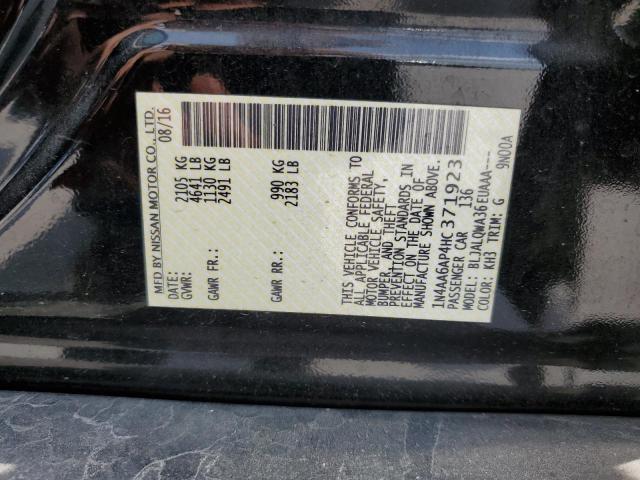 MFD BY NISSAN MOTOR CO., LTD.
08/16
GVWR: 2105 KG
4641 LB
GAWR FR.: 1130 KG
2491 LB
GAWR RR.: 990 KG
2183 LB
THIS VEHICLE CONFORMS TO
ALL APPLICABLE FEDERAL
MOTOR VEHICLE SAFETY,
BUMPER, AND THEFT
PREVENTION STANDARDS IN
EFFECT ON THE DATE OF
MANUFACTURE SHOWN ABOVE.
1N4AA6AP4HC371923
PASSENGER CAR 136
BLJALQWA36EUAAA---
COLOR: KH3 TRIM: G 9N00A